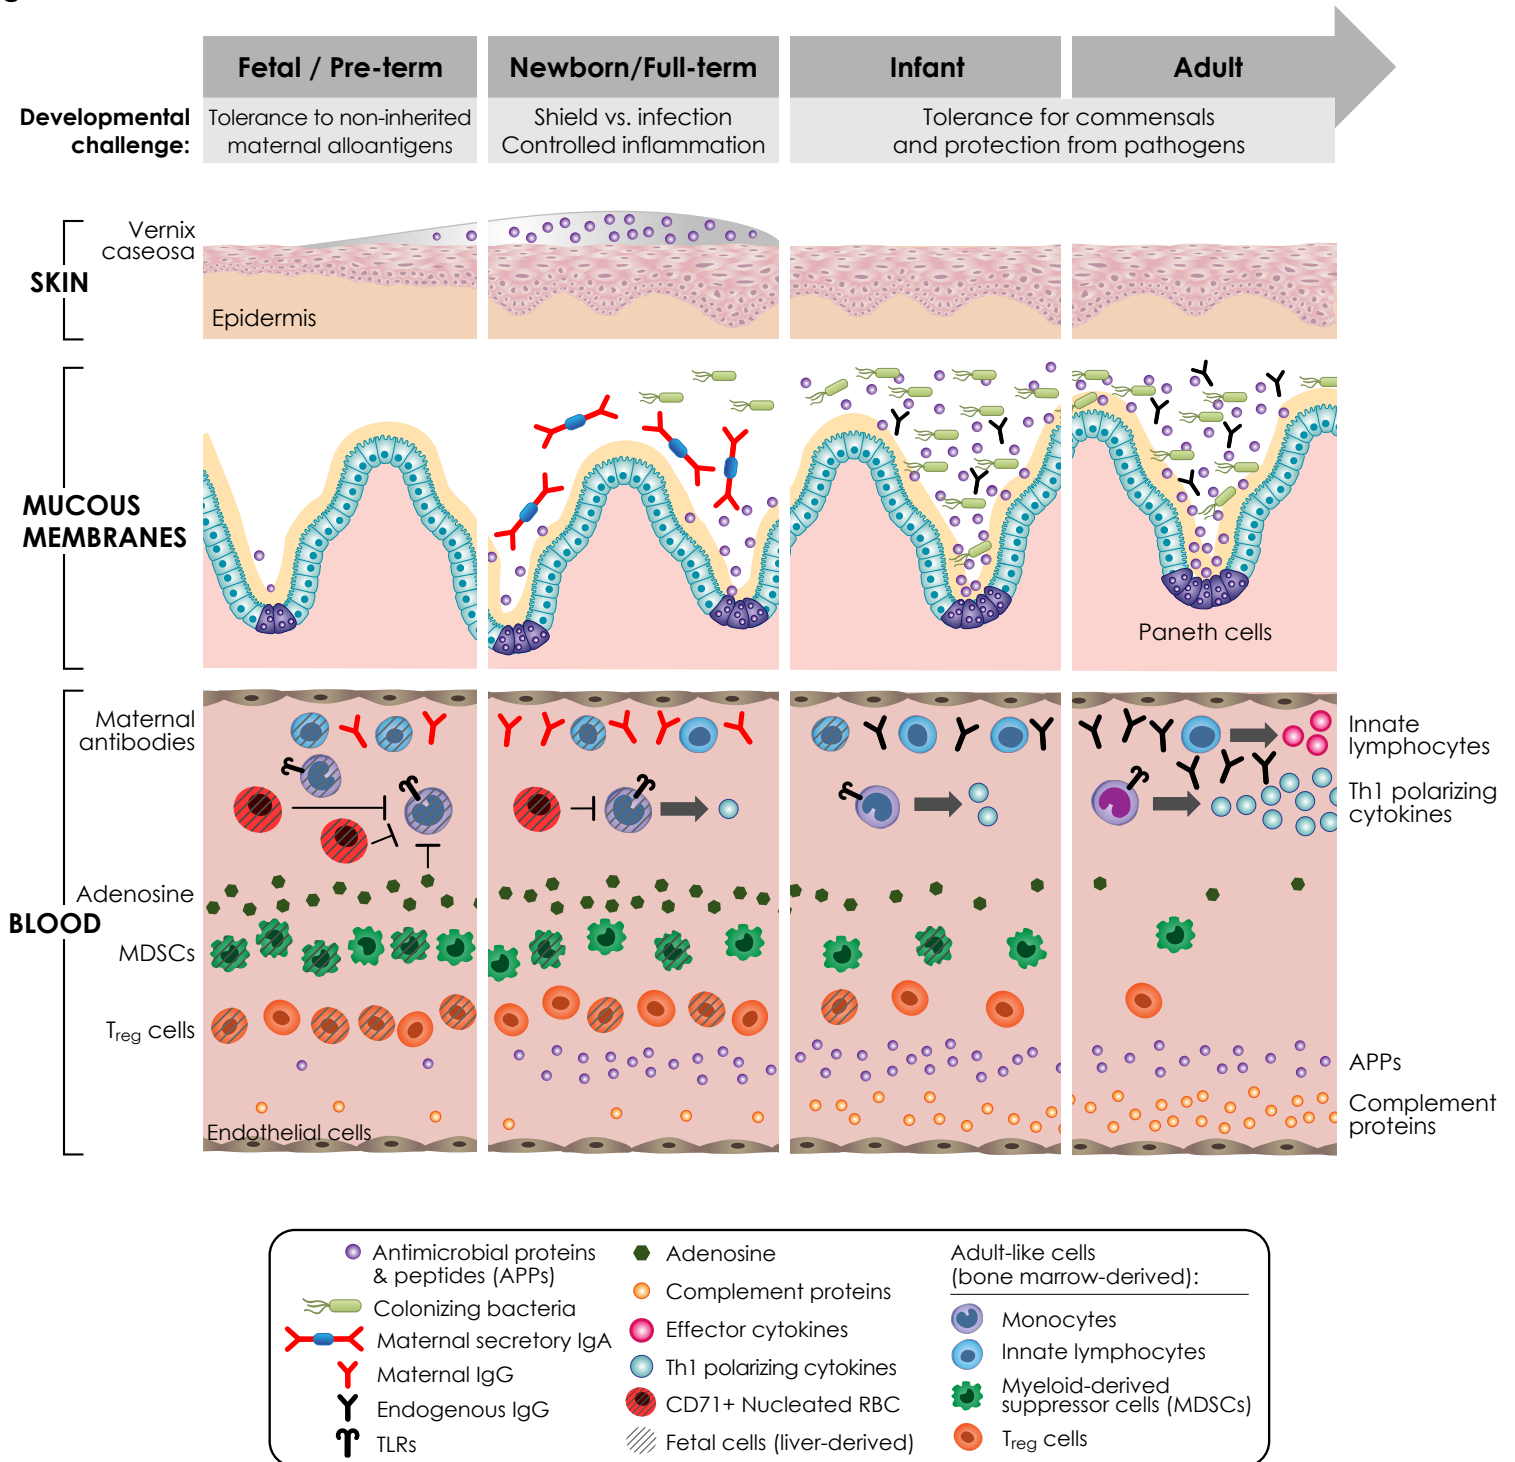 Fetal / Pre-term
Newborn/Full-term
Infant
Adult
Developmental
challenge:
Tolerance to non-inherited
maternal alloantigens
Shield vs. infection
Controlled inflammation
Tolerance for commensals
and protection from pathogens
SKIN
Vernix
caseosa
Epidermis
MUCOUS
MEMBRANES
Paneth cells
BLOOD
Maternal
antibodies
Adenosine
MDSCs
Treg cells
Endothelial cells
Innate
lymphocytes
Th1 polarizing
cytokines
APPs
Complement
proteins
Antimicrobial proteins
& peptides (APPs)
Colonizing bacteria
Maternal secretory IgA
Maternal IgG
Endogenous IgG
TLRs
Adenosine
Complement proteins
Effector cytokines
Th1 polarizing cytokines
CD71+ Nucleated RBC
Fetal cells (liver-derived)
Adult-like cells
(bone marrow-derived):
Monocytes
Innate lymphocytes
Myeloid-derived
suppressor cells (MDSCs)
Treg cells